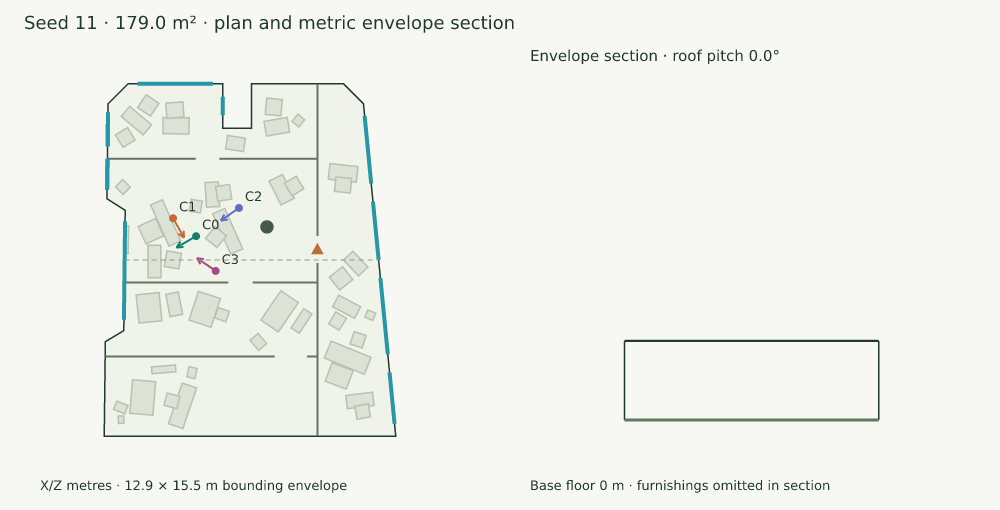 Seed 11 · 179.0 m² · plan and metric envelope section
Envelope section · roof pitch 0.0°
C1
C2
C0
C3
X/Z metres · 12.9 × 15.5 m bounding envelope
Base floor 0 m · furnishings omitted in section